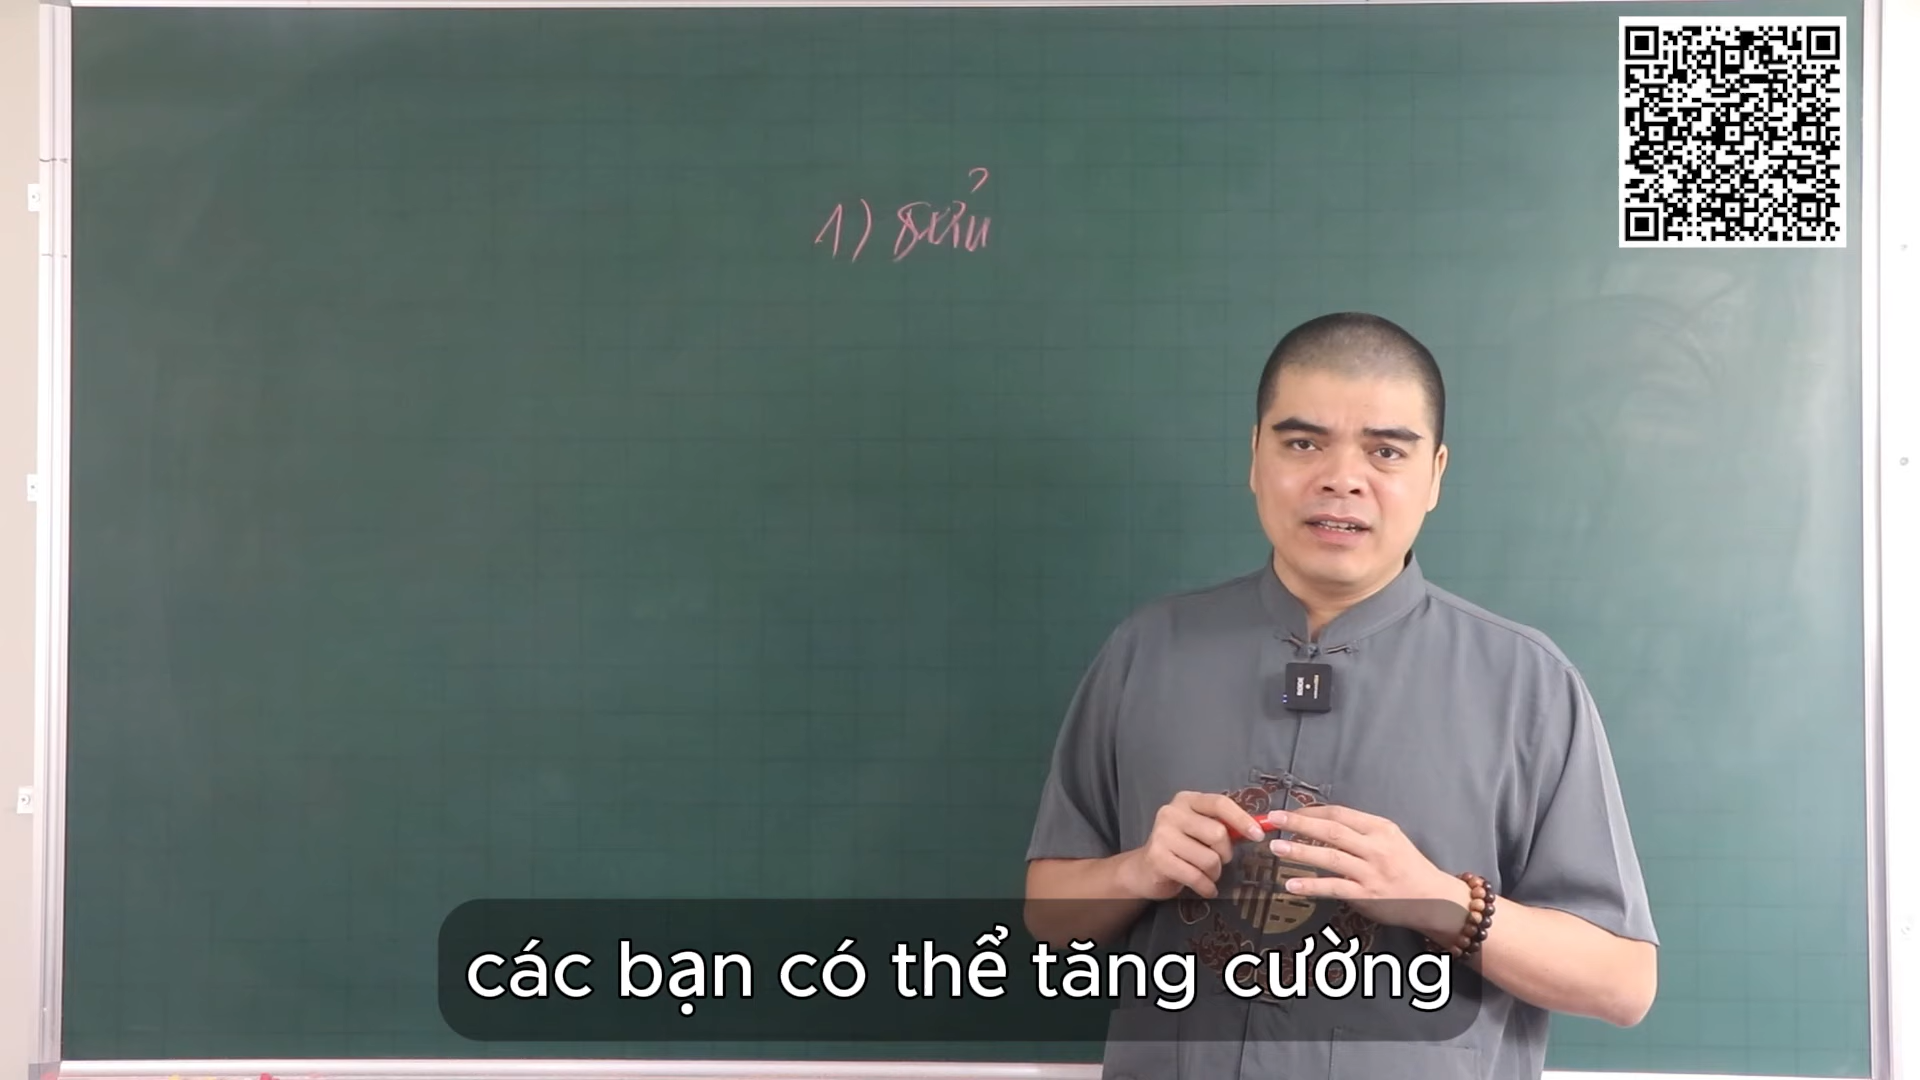 1)
các bạn có thể tăng cường